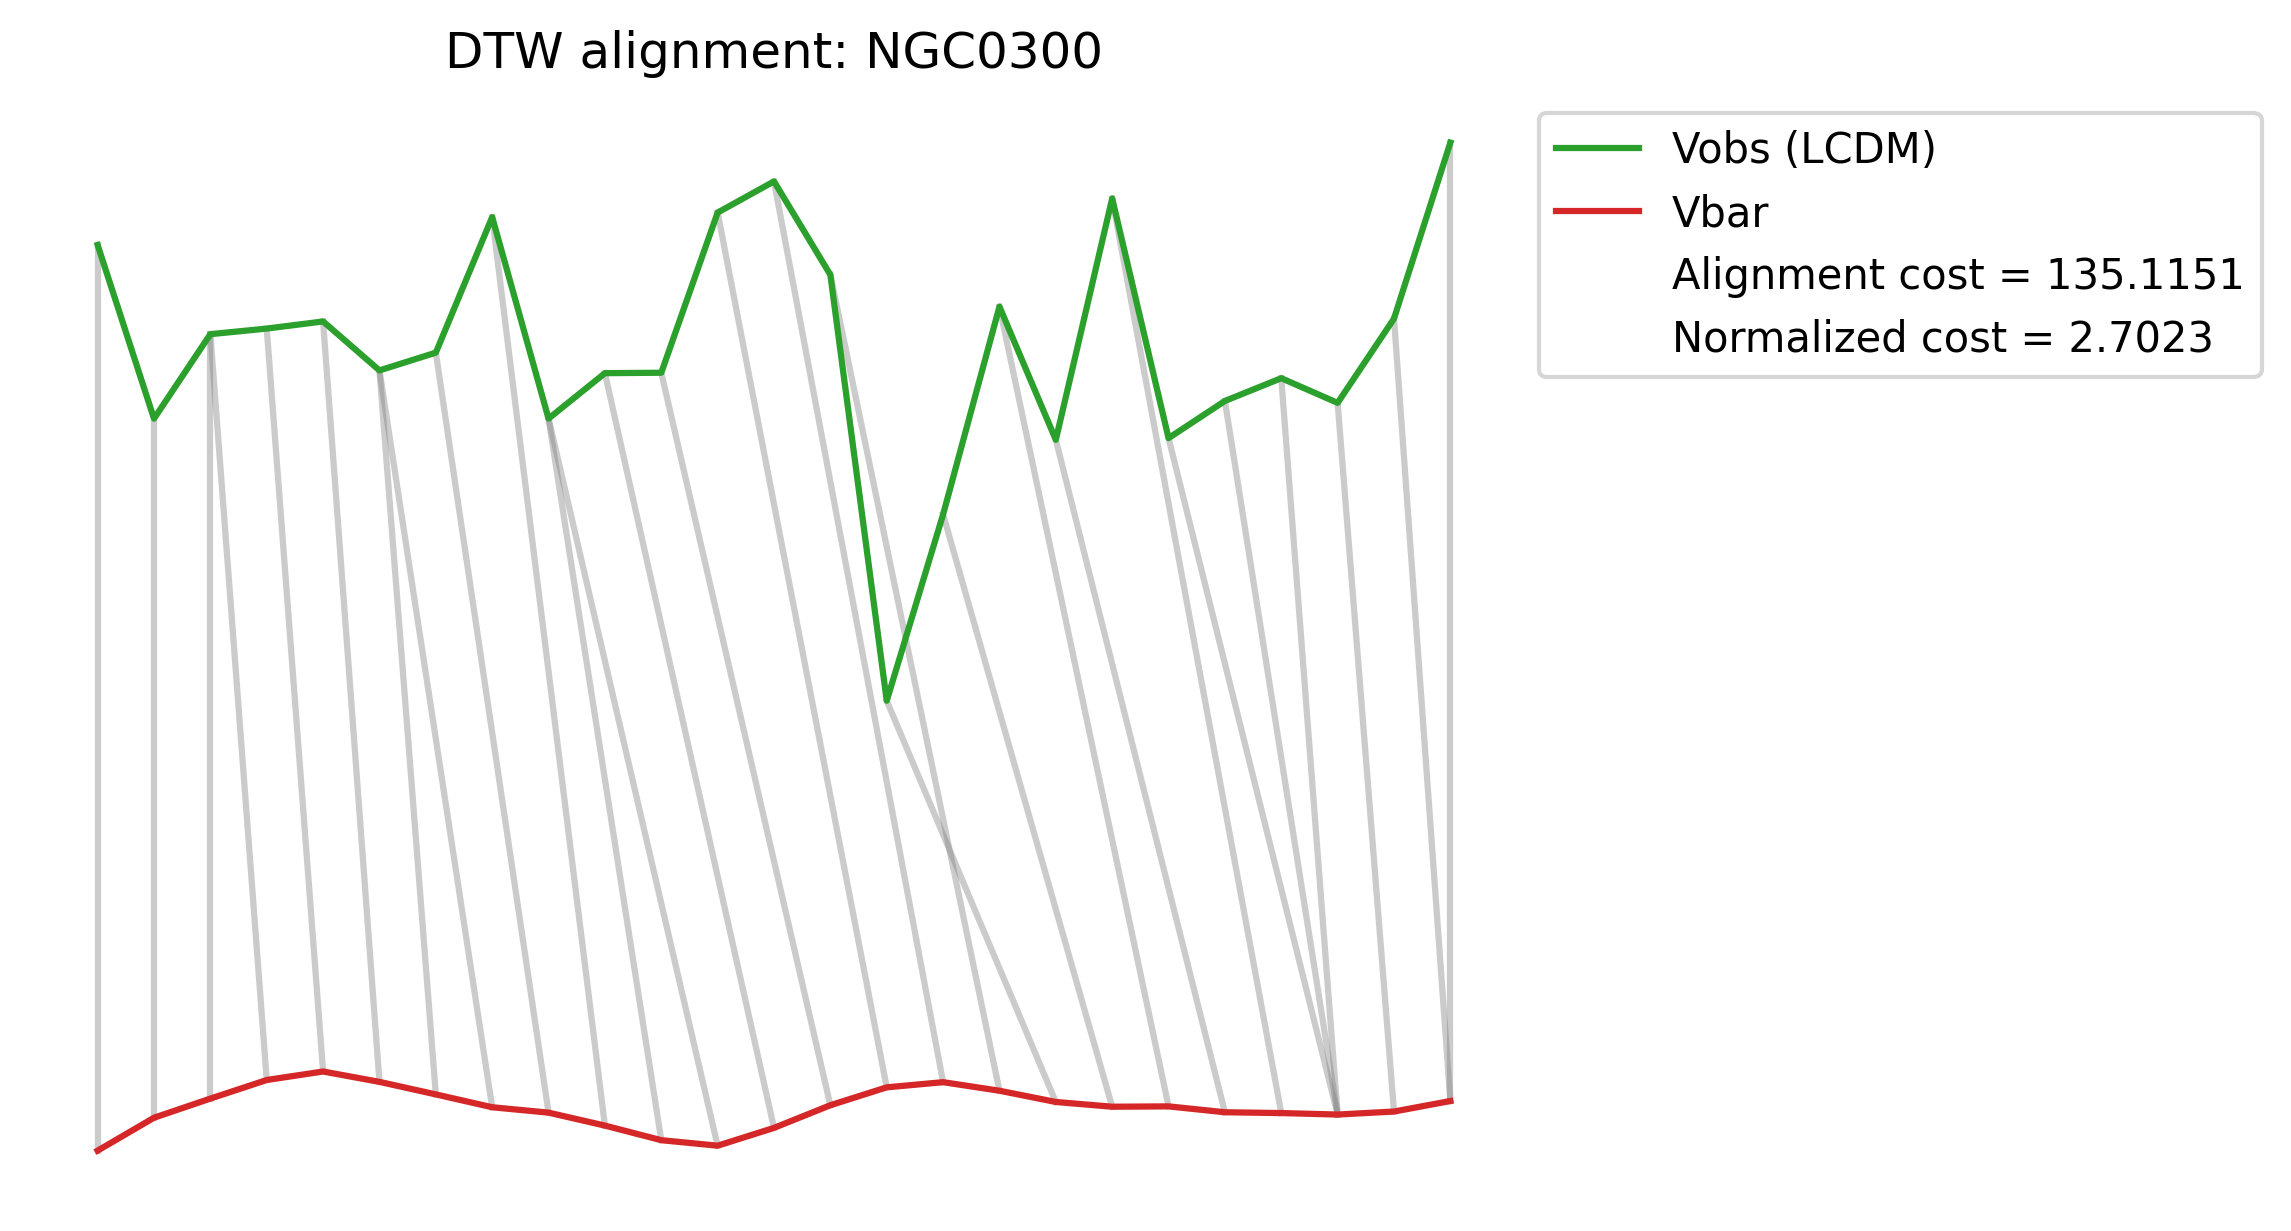 DTW alignment: NGC0300
Vobs (LCDM)
Vbar
Alignment cost = 135.1151
Normalized cost = 2.7023